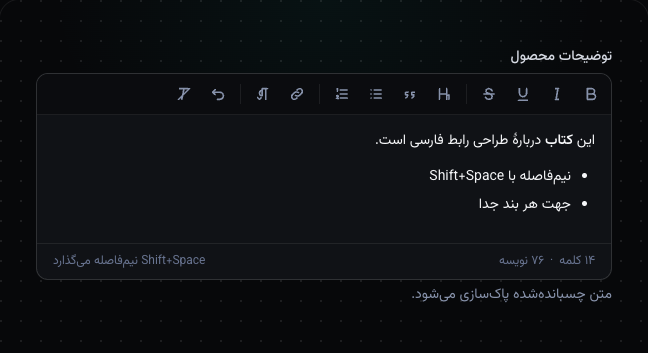 توضیحات محصول
B I U S H
این کتاب دربارهٔ طراحی رابط فارسی است.
• نیم‌فاصله با Shift+Space
• جهت هر بند جدا
۱۴ کلمه · ۷۶ نویسه
Shift+Space نیم‌فاصله می‌گذارد
متن چسبانده‌شده پاک‌سازی می‌شود.